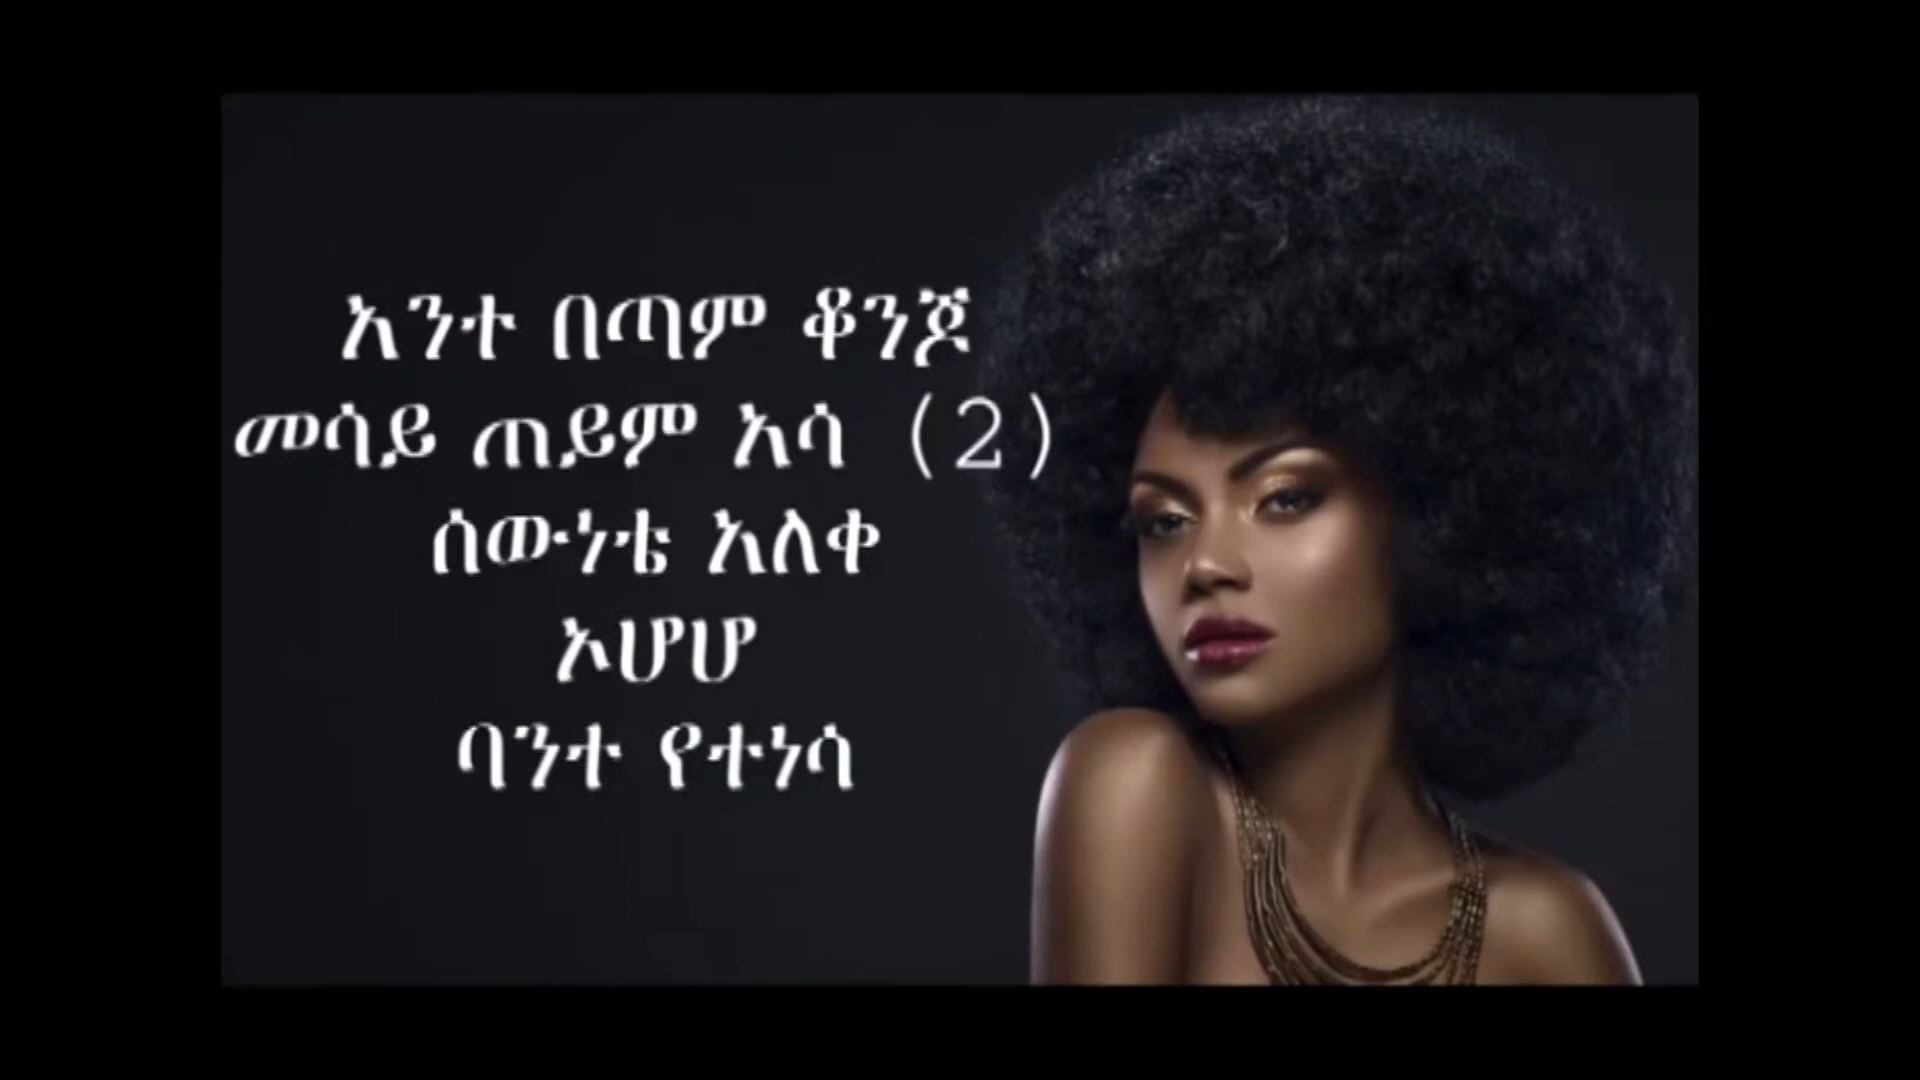 አንተ በጣም ቆንጆ
መሳይ ጠይም አሳ (2)
ሰውነቴ አለቀ
ኦሆሆ
ባንተ የተነሳ